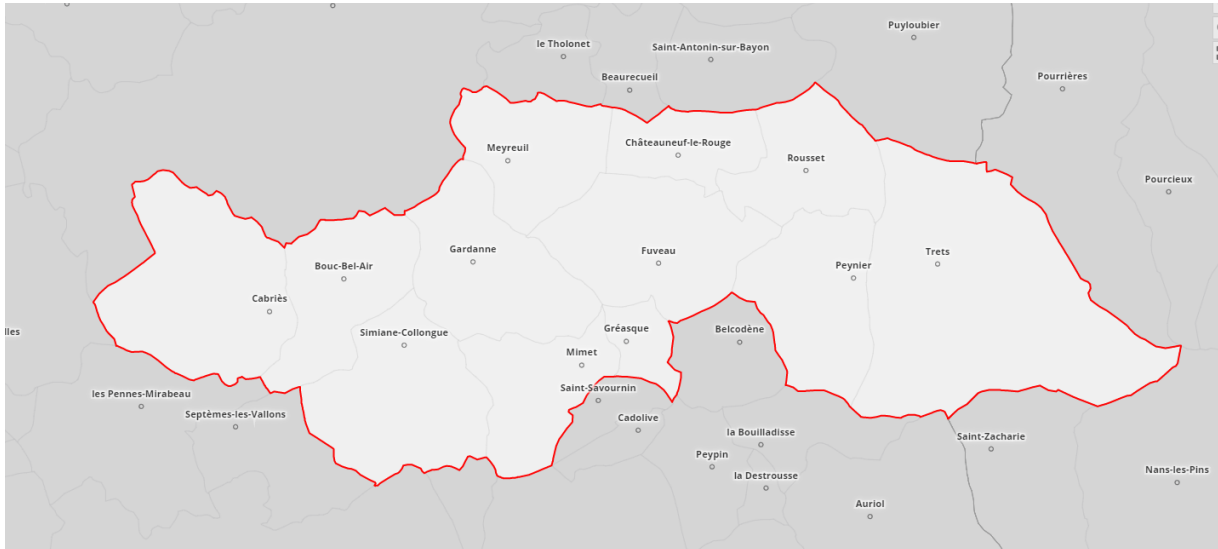 Puyloubier
le Tholonet
Saint-Antonin-sur-Bayon
Beaurecueil
Pourrières
Châteauneuf-le-Rouge
Meyreuil
Rousset
Pourcieux
Gardanne
Fuveau
Trets
Bouc-Bel-Air
Peynier
Cabriès
Gréasque
Belcodène
lles
Simiane-Collongue
Mimet
Saint-Savournin
les Pennes-Mirabeau
Septèmes-les-Vallons
Cadolive
la Bouilladisse
Saint-Zacharie
Peypin
Nans-les-Pins
la Destrousse
Auriol